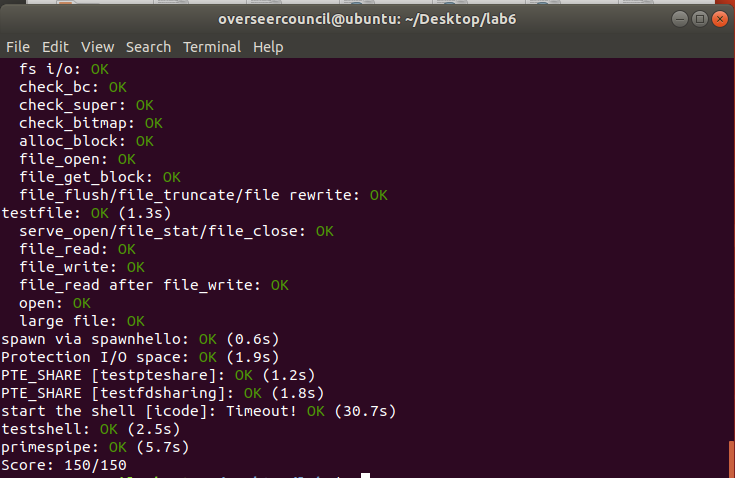 overseercouncil@ubuntu: ~/Desktop/lab6
File Edit View Search Terminal Help
fs i/o: OK
check_bc: OK
check_super: OK
check_bitmap: OK
alloc_block: OK
file_open: OK
file_get_block: OK
file_flush/file_truncate/file rewrite: OK
testfile: OK (1.3s)
serve_open/file_stat/file_close: OK
file_read: OK
file_write: OK
file_read after file_write: OK
open: OK
large file: OK
spawn via spawnhello: OK (0.6s)
Protection I/O space: OK (1.9s)
PTE_SHARE [testpteshare]: OK (1.2s)
PTE_SHARE [testfdsharing]: OK (1.8s)
start the shell [icode]: Timeout! OK (30.7s)
testshell: OK (2.5s)
primespipe: OK (5.7s)
Score: 150/150